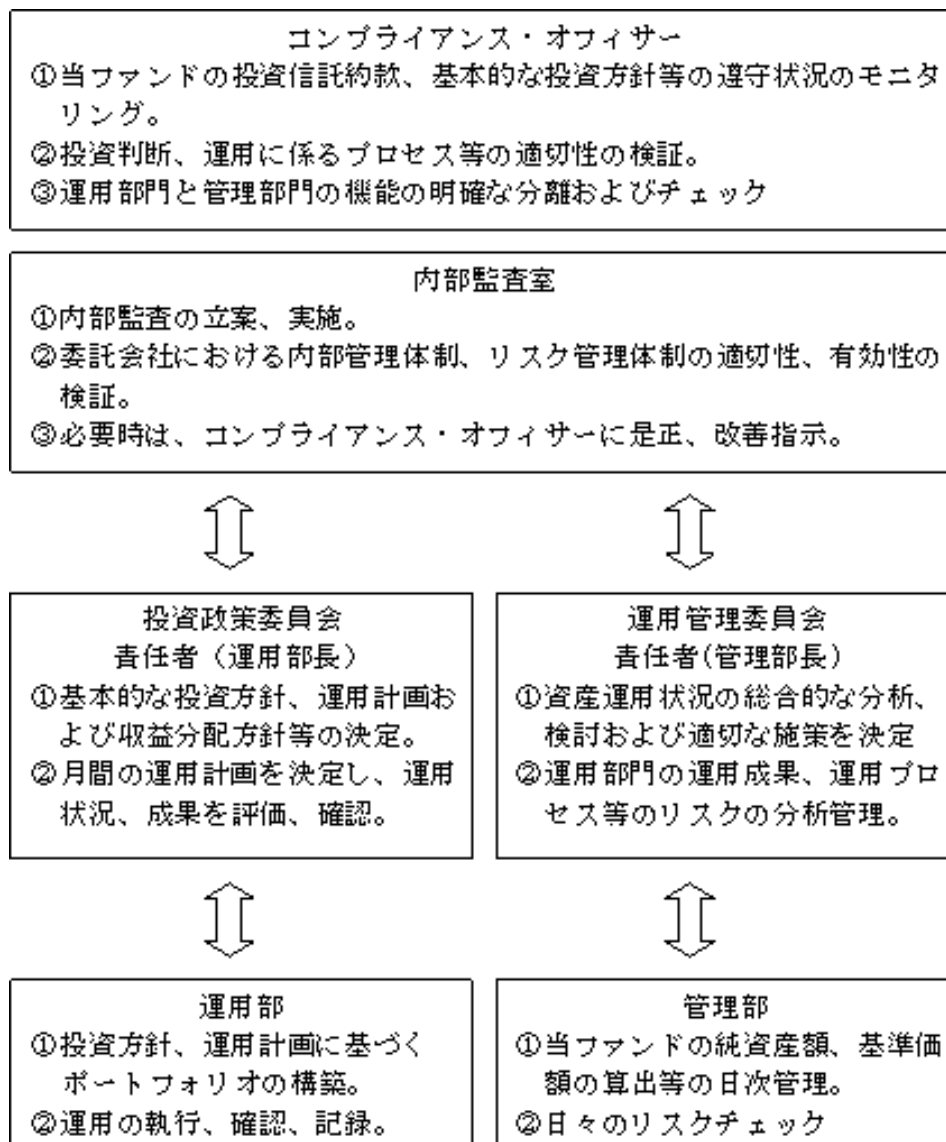 コンプライアンス・オフィサー
①当ファンドの投資信託約款、基本的な投資方針等の遵守状況のモニタ
リング。
②投資判断、運用に係るプロセス等の適切性の検証。
③運用部門と管理部門の機能の明確な分離およびチェック
内部監査室
①内部監査の立案、実施。
②委託会社における内部管理体制、リスク管理体制の適切性、有効性の
検証。
③必要時は、コンプライアンス・オフィサーに是正、改善指示。
投資政策委員会
責任者（運用部長）
①基本的な投資方針、運用計画お
よび収益分配方針等の決定。
②月間の運用計画を決定し、運用
状況、成果を評価、確認。
運用管理委員会
責任者(管理部長)
①資産運用状況の総合的な分析、
検討および適切な施策を決定
②運用部門の運用成果、運用プロ
セス等のリスクの分析管理。
運用部
①投資方針、運用計画に基づく
ポートフォリオの構築。
②運用の執行、確認、記録。
管理部
①当ファンドの純資産額、基準価
額の算出等の日次管理。
②日々のリスクチェック